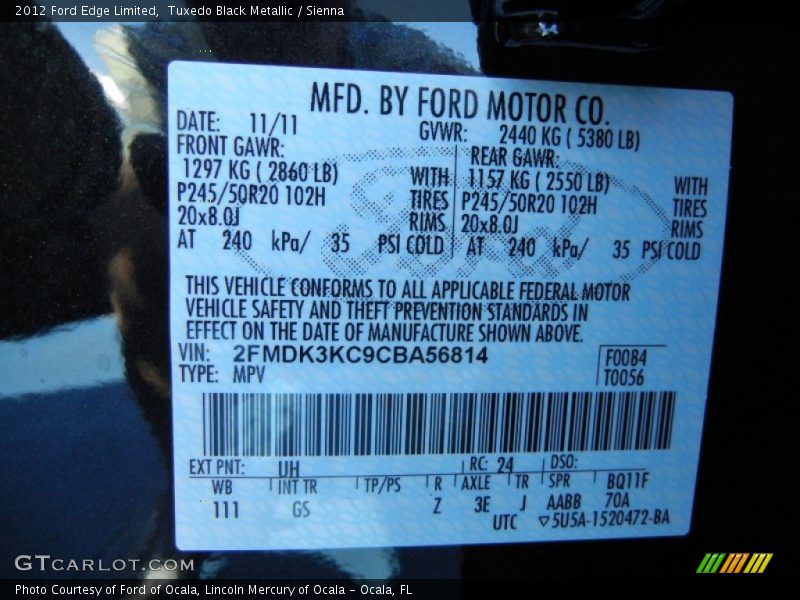 2012 Ford Edge Limited,  Tuxedo Black Metallic / Sienna
MFD. BY FORD MOTOR CO.
DATE: 11/11 GVWR: 2440 KG ( 5380 LB)
FRONT GAWR: REAR GAWR:
1297 KG ( 2860 LB) WITH 1157 KG ( 2550 LB) WITH
P245/50R20 102H TIRES P245/50R20 102H TIRES
20x8.0J RIMS 20x8.0J RIMS
AT 240 kPa/ 35 PSI COLD AT 240 kPa/ 35 PSI COLD
THIS VEHICLE CONFORMS TO ALL APPLICABLE FEDERAL MOTOR
VEHICLE SAFETY AND THEFT PREVENTION STANDARDS IN
EFFECT ON THE DATE OF MANUFACTURE SHOWN ABOVE.
VIN: 2FMDK3KC9CBA56814 F0084
TYPE: MPV T0056
EXT PNT: UH RC: 24 DSO:
WB INT TR TP/PS R AXLE TR SPR BQ11F
111 GS Z 3E J AABB 70A
UTC ▽5U5A-1520472-BA
GTCARLOT.COM
Photo Courtesy of Ford of Ocala, Lincoln Mercury of Ocala - Ocala, FL